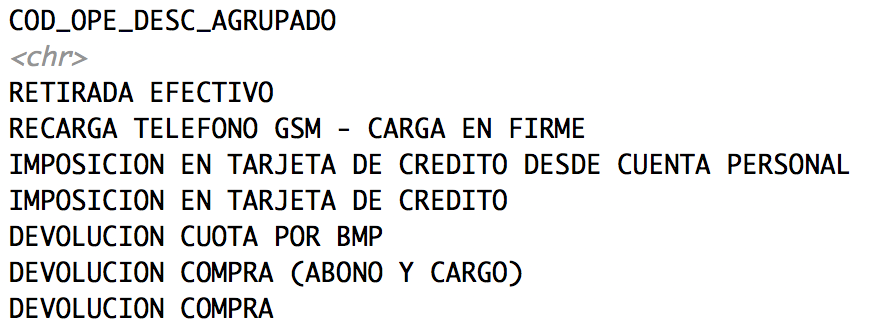 COD_OPE_DESC_AGRUPADO
<chr>
RETIRADA EFECTIVO
RECARGA TELEFONO GSM - CARGA EN FIRME
IMPOSICION EN TARJETA DE CREDITO DESDE CUENTA PERSONAL
IMPOSICION EN TARJETA DE CREDITO
DEVOLUCION CUOTA POR BMP
DEVOLUCION COMPRA (ABONO Y CARGO)
DEVOLUCION COMPRA